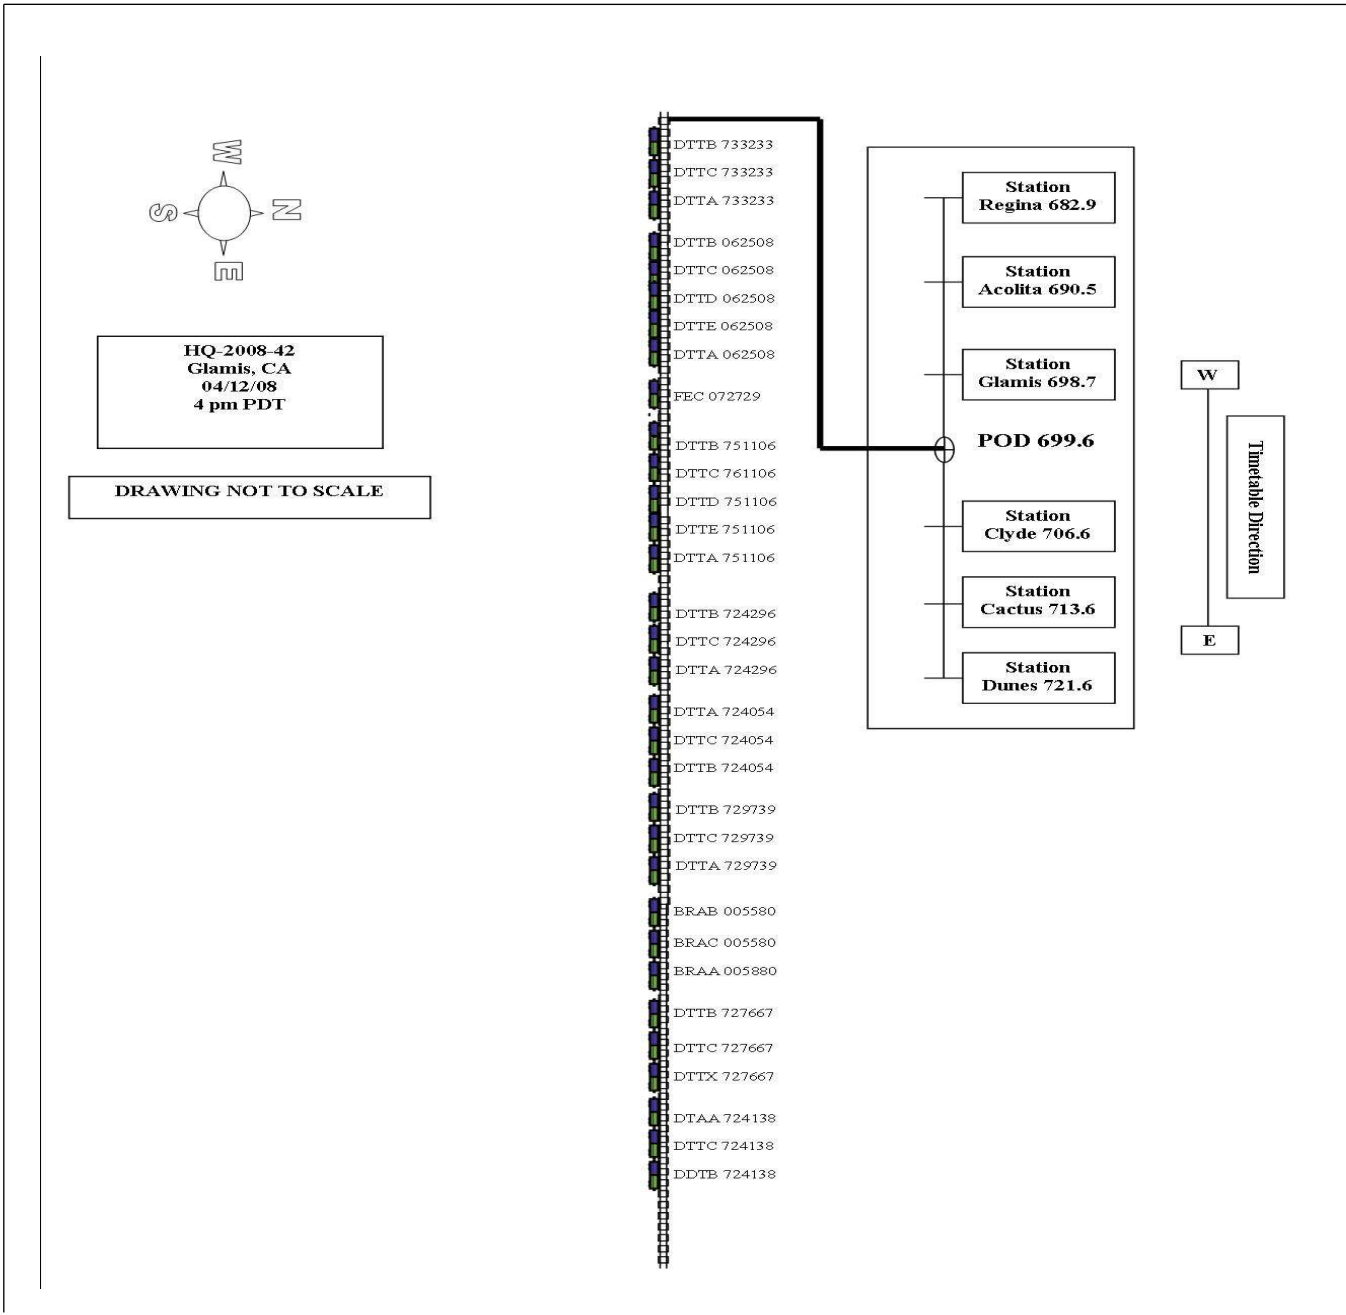 W
S
N
E
HQ-2008-42
Glamis, CA
04/12/08
4 pm PDT
DRAWING NOT TO SCALE
DTTB 733233
DTTC 733233
DTTA 733233
DTTB 062508
DTTC 062508
DTTD 062508
DTTE 062508
DTTA 062508
FEC 072729
DTTB 751106
DTTC 761106
DTTD 751106
DTTE 751106
DTTA 751106
DTTB 724296
DTTC 724296
DTTA 724296
DTTA 724054
DTTC 724054
DTTB 724054
DTTB 729739
DTTC 729739
DTTA 729739
BRAB 005580
BRAC 005580
BRAA 005880
DTTB 727667
DTTC 727667
DTTX 727667
DTAA 724138
DTTC 724138
DDTB 724138
Station
Regina 682.9
Station
Acolita 690.5
Station
Glamis 698.7
POD 699.6
Station
Clyde 706.6
Station
Cactus 713.6
Station
Dunes 721.6
W
Timetable Direction
E